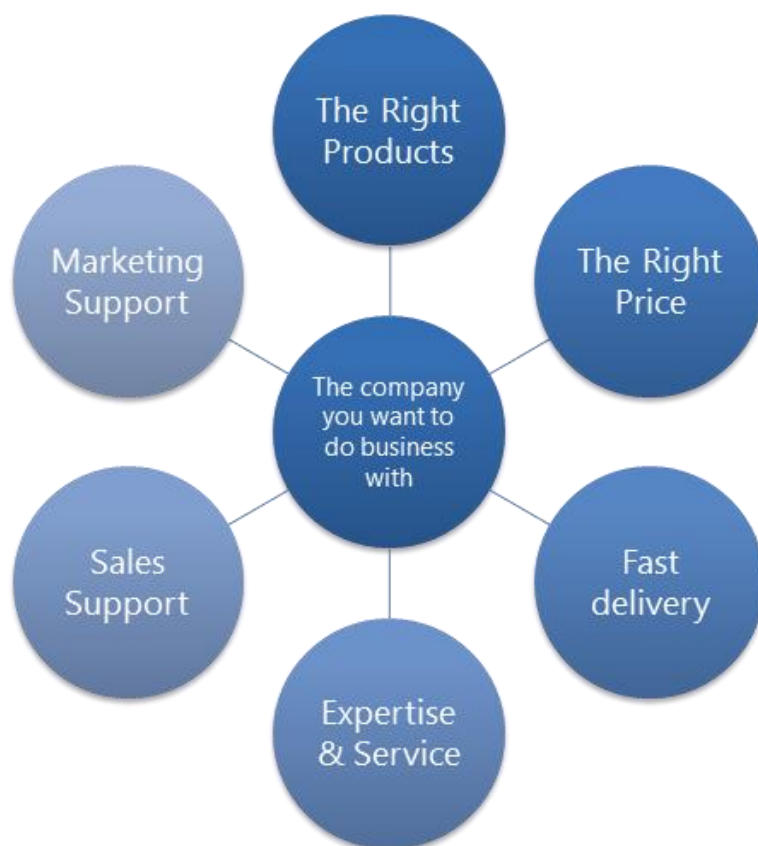 The Right
Products
The Right
Price
Fast
delivery
Expertise
& Service
Sales
Support
Marketing
Support
The company
you want to
do business
with